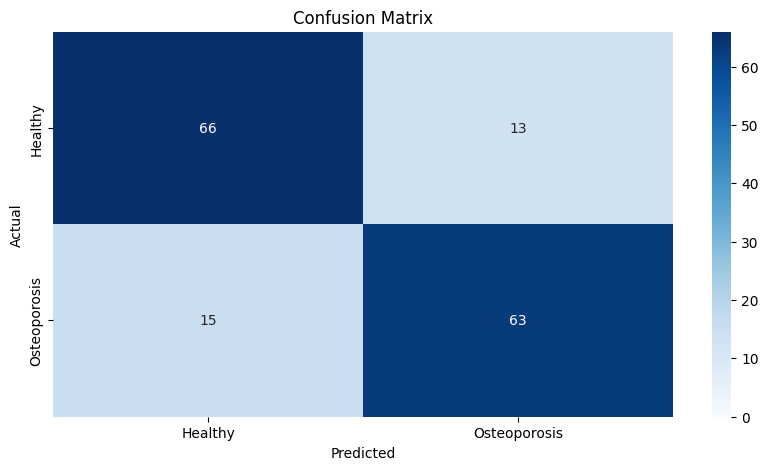 Confusion Matrix
Healthy
Osteoporosis
Actual
66
13
15
63
Healthy
Osteoporosis
Predicted
60
50
40
30
20
10
0